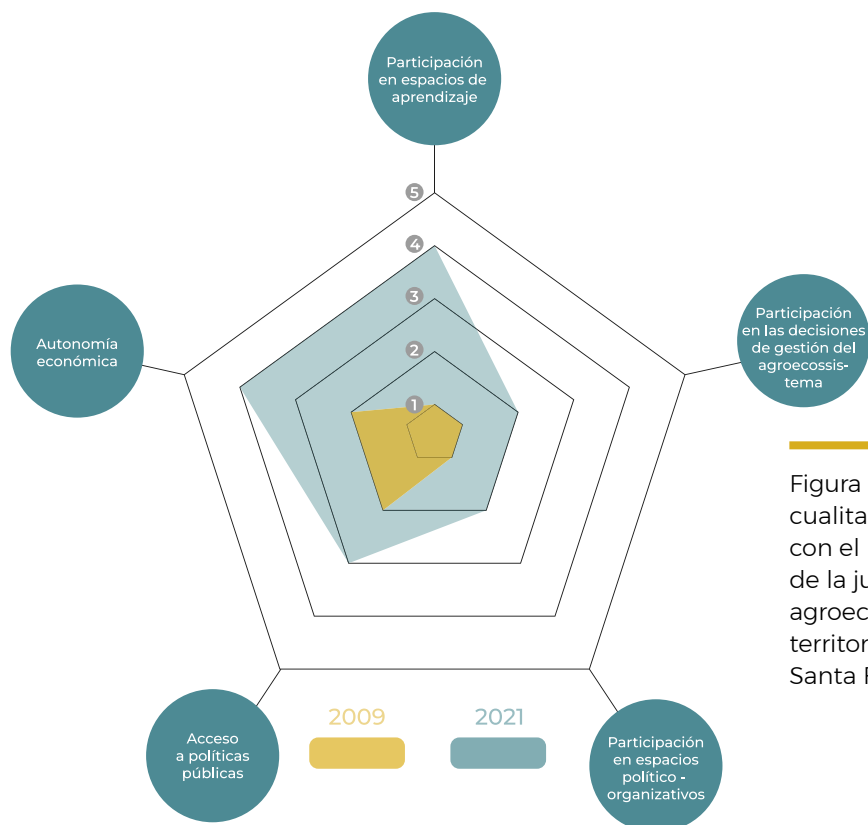 Participación
en espacios de
aprendizaje
5
4
3
2
1
Autonomía
económica
Participación
en las decisiones
de gestión del
agroecossis-
tema
Figura
cualita
con el
de la ju
agroec
territor
Santa
Acceso
a políticas
públicas
2009
2021
Participación
en espacios
político -
organizativos